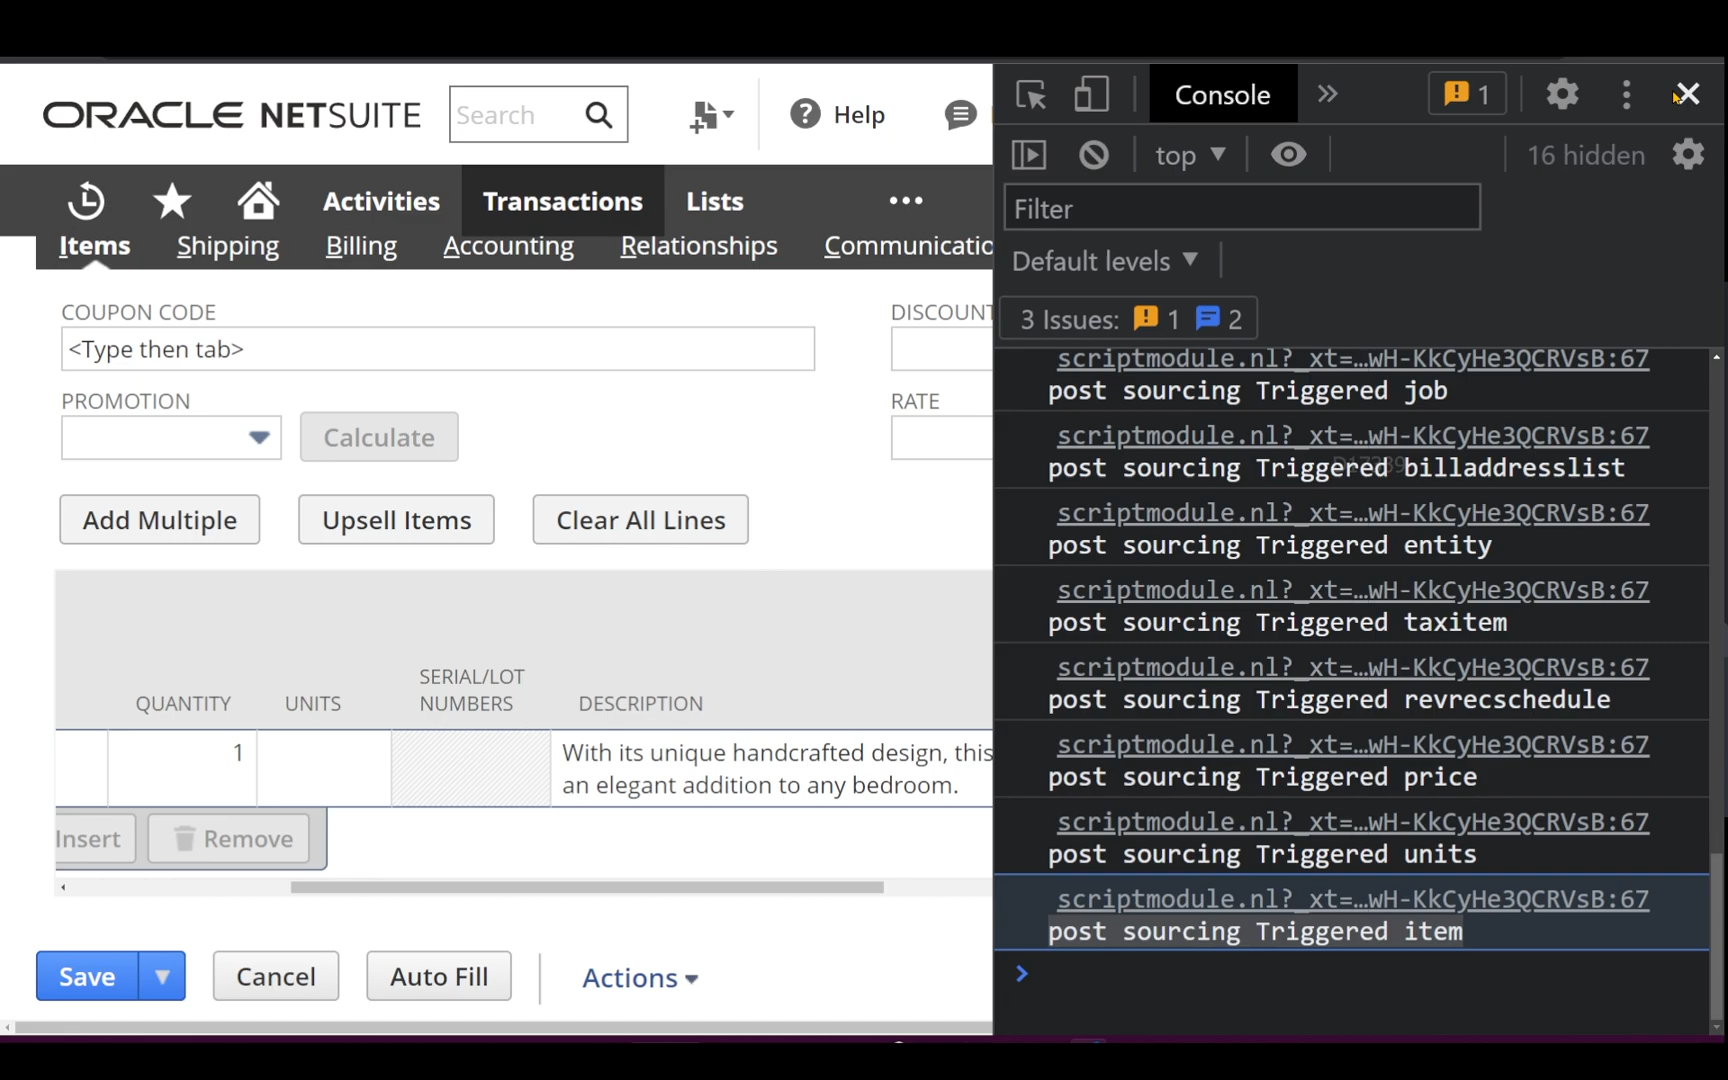 ORACLE NETSUITE
Search
Help
Activities
Transactions
Lists
Items
Shipping
Billing
Accounting
Relationships
Communicatio
COUPON CODE
<Type then tab>
DISCOUNT
PROMOTION
Calculate
RATE
Add Multiple
Upsell Items
Clear All Lines
QUANTITY
UNITS
SERIAL/LOT
NUMBERS
DESCRIPTION
1
With its unique handcrafted design, this
an elegant addition to any bedroom.
Insert
Remove
Save
Cancel
Auto Fill
Actions
Console
1
top
16 hidden
Filter
Default levels
3 Issues: 1 2
scriptmodule.nl?_xt=…wH-KkCyHe3QCRVsB:67
post sourcing Triggered job
scriptmodule.nl?_xt=…wH-KkCyHe3QCRVsB:67
post sourcing Triggered billaddresslist
scriptmodule.nl?_xt=…wH-KkCyHe3QCRVsB:67
post sourcing Triggered entity
scriptmodule.nl?_xt=…wH-KkCyHe3QCRVsB:67
post sourcing Triggered taxitem
scriptmodule.nl?_xt=…wH-KkCyHe3QCRVsB:67
post sourcing Triggered revrecschedule
scriptmodule.nl?_xt=…wH-KkCyHe3QCRVsB:67
post sourcing Triggered price
scriptmodule.nl?_xt=…wH-KkCyHe3QCRVsB:67
post sourcing Triggered units
scriptmodule.nl?_xt=…wH-KkCyHe3QCRVsB:67
post sourcing Triggered item